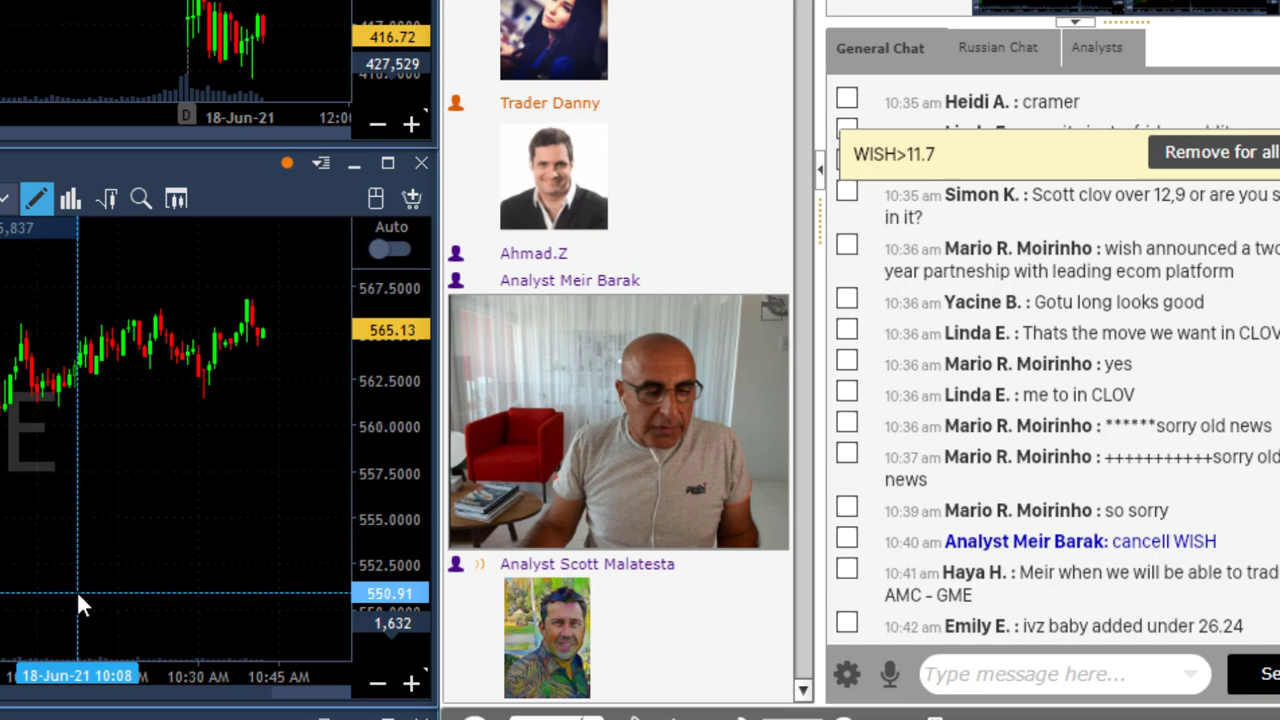 417.0000
416.72
427,529
D
18-Jun-21
12:00
5,837
Auto
567.5000
565.13
562.5000
560.0000
557.5000
555.0000
552.5000
550.91
1,632
E
18-Jun-21 10:08
10:30 AM
10:45 AM
Trader Danny
Ahmad.Z
Analyst Meir Barak
Analyst Scott Malatesta
General Chat
Russian Chat
Analysts
10:35 am Heidi A. : cramer
WISH>11.7
Remove for all
10:35 am Simon K. : Scott clov over 12,9 or are you s
in it?
10:36 am Mario R. Moirinho : wish announced a two
year partneship with leading ecom platform
10:36 am Yacine B. : Gotu long looks good
10:36 am Linda E. : Thats the move we want in CLOV
10:36 am Mario R. Moirinho : yes
10:36 am Linda E. : me to in CLOV
10:36 am Mario R. Moirinho : ******sorry old news
10:37 am Mario R. Moirinho : +++++++++++sorry old
news
10:39 am Mario R. Moirinho : so sorry
10:40 am Analyst Meir Barak: cancell WISH
10:41 am Haya H. : Meir when we will be able to trad
AMC - GME
10:42 am Emily E. : ivz baby added under 26.24
Type message here...
Se